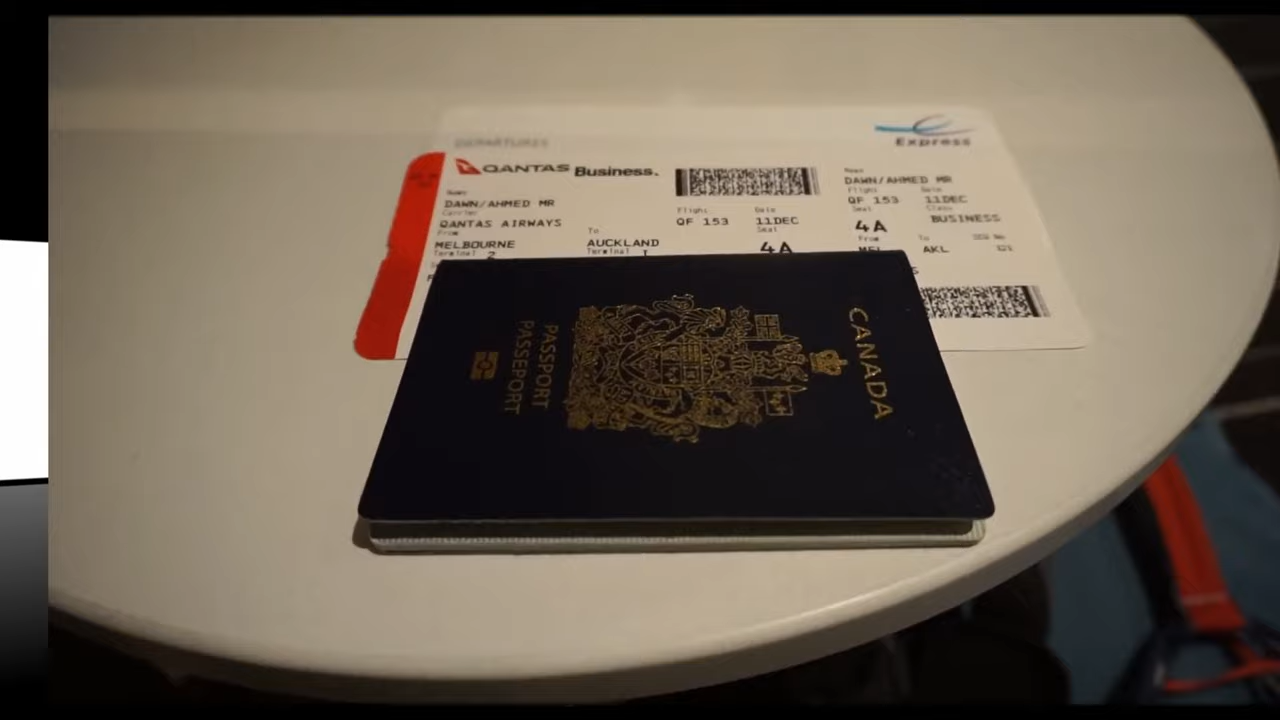 DEPARTURES
Express
QANTAS Business.
Name
DAWN/AHMED MR
Carrier
QANTAS AIRWAYS
Flight Date
QF 153 11DEC
Seat
From To
MELBOURNE AUCKLAND 4A
Terminal 2 Terminal
Name
DAWN/AHMED MR
Flight Date
QF 153 11DEC
Seat Class
4A BUSINESS
From To SEQ No
AKL
CANADA
PASSPORT
PASSEPORT